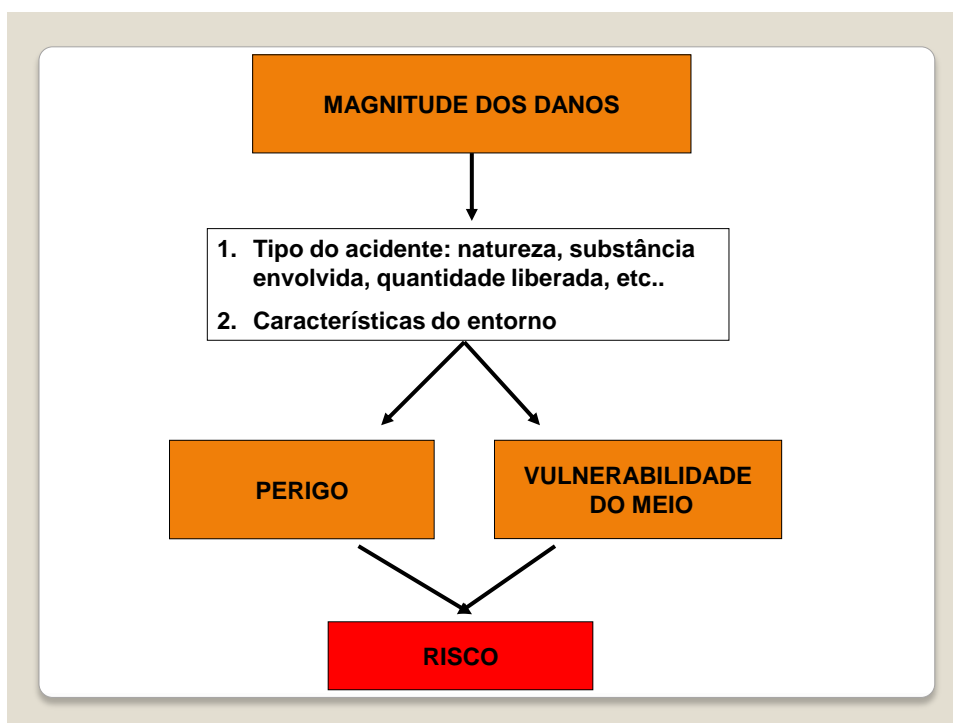 MAGNITUDE DOS DANOS
1. Tipo do acidente: natureza, substância
envolvida, quantidade liberada, etc..
2. Características do entorno
PERIGO
VULNERABILIDADE
DO MEIO
RISCO